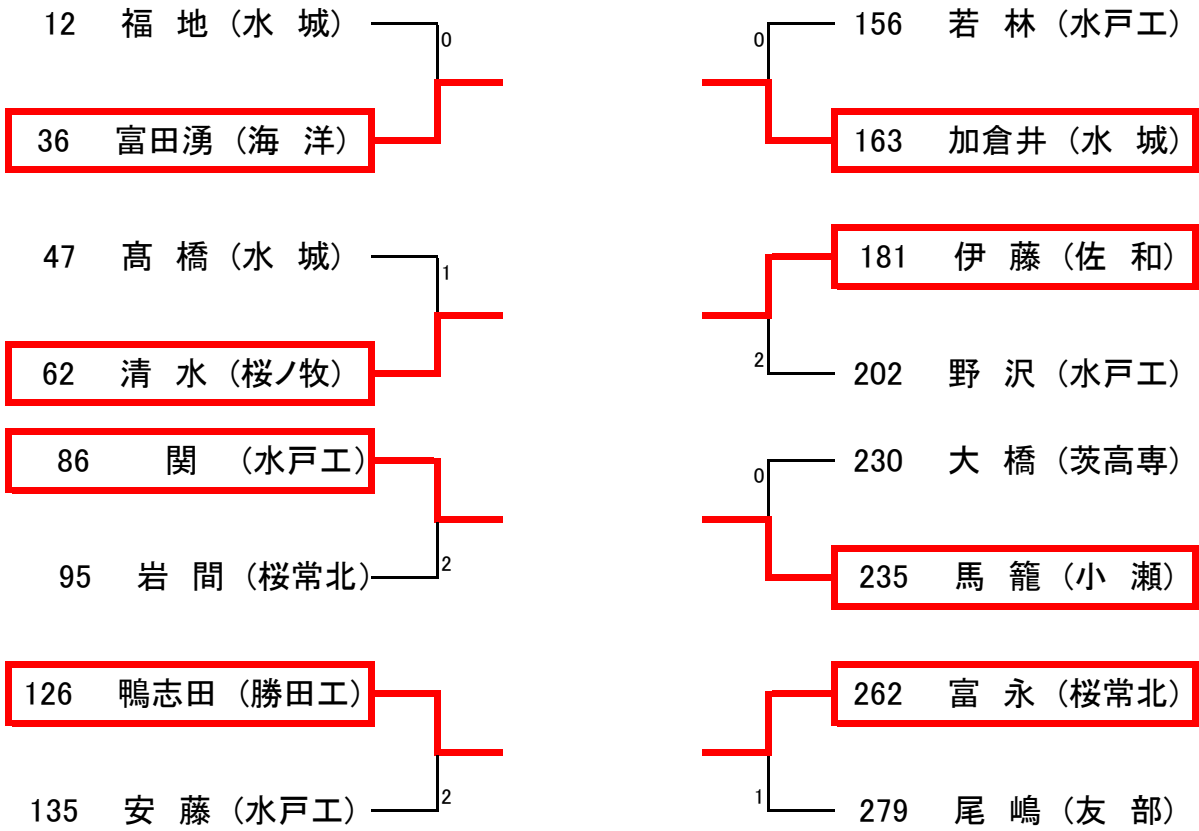 12 福 地 (水 城)
0
36 富田湧 (海 洋)
47 髙 橋 (水 城)
1
62 清 水 (桜ノ牧)
86 関 (水戸工)
95 岩 間 (桜常北)
2
126 鴨志田 (勝田工)
135 安 藤 (水戸工)
2
156 若 林 (水戸工)
0
163 加倉井 (水 城)
181 伊 藤 (佐 和)
2
202 野 沢 (水戸工)
230 大 橋 (茨高専)
0
235 馬 籠 (小 瀬)
262 富 永 (桜常北)
1
279 尾 嶋 (友 部)